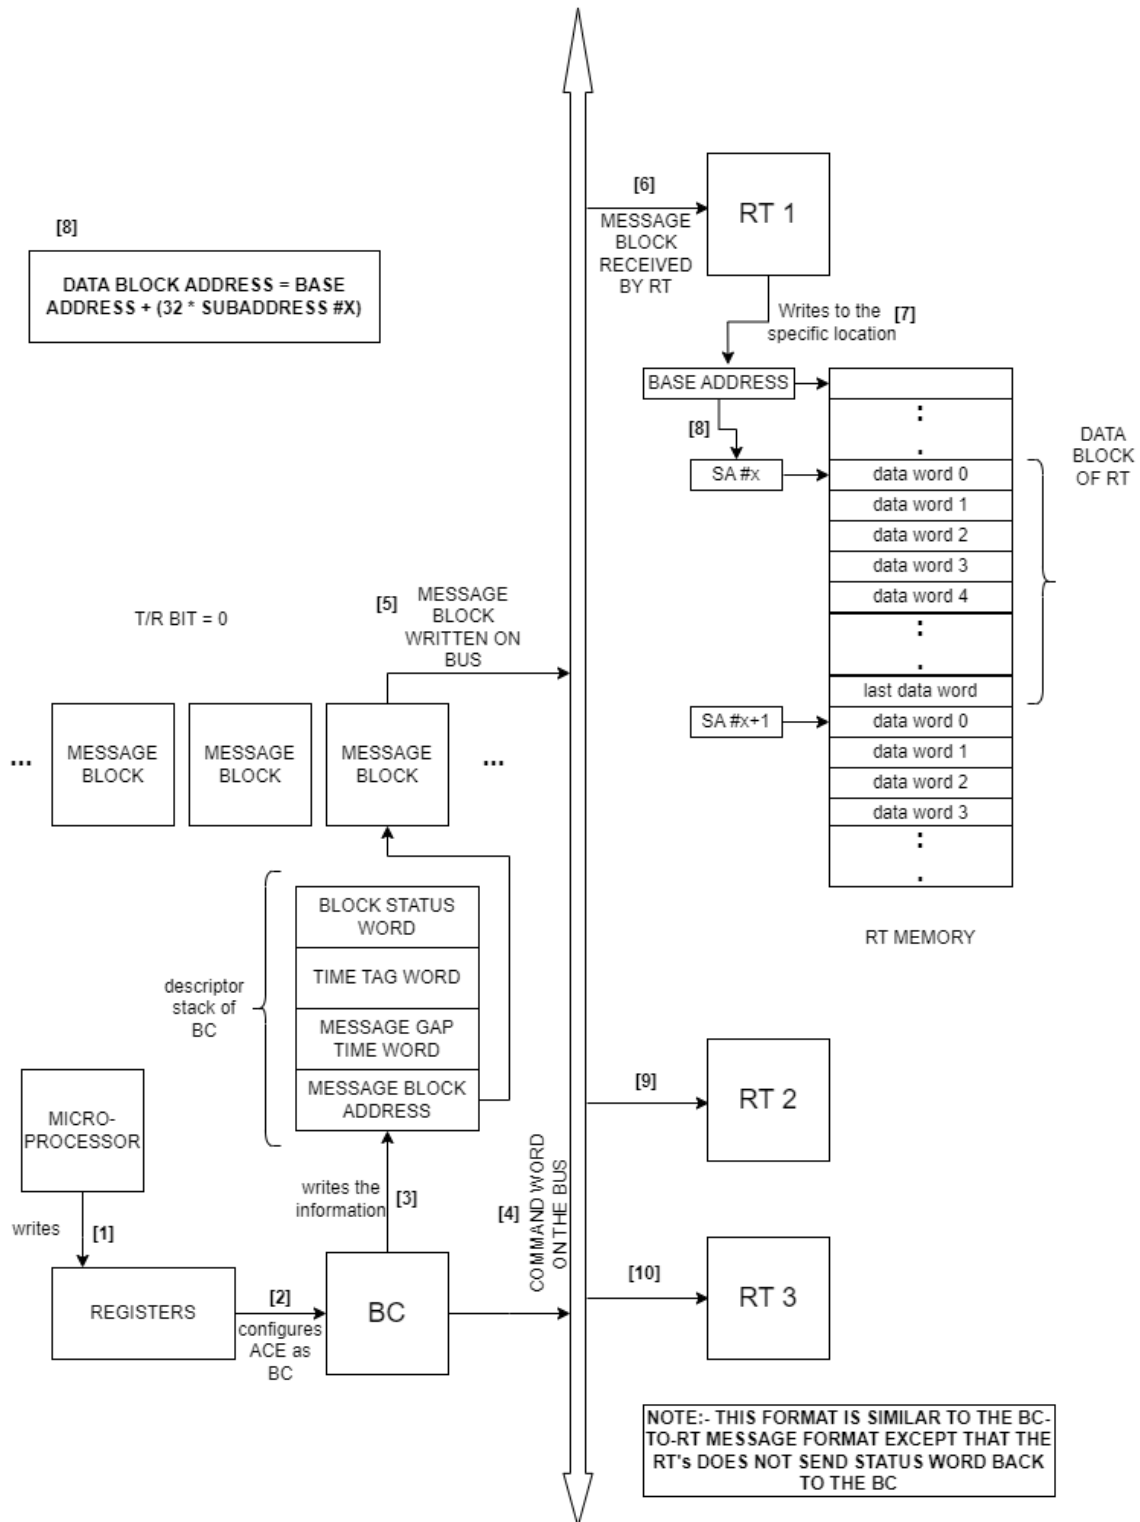 [6]
RT 1
MESSAGE
BLOCK
RECEIVED
BY RT
[8]
DATA BLOCK ADDRESS = BASE
ADDRESS + (32 * SUBADDRESS #X)
Writes to the
specific location
[7]
BASE ADDRESS
[8]
SA #x
data word 0
data word 1
data word 2
data word 3
data word 4
last data word
DATA
BLOCK
OF RT
SA #x+1
data word 0
data word 1
data word 2
data word 3
RT MEMORY
T/R BIT = 0
[5]
MESSAGE
BLOCK
WRITTEN ON
BUS
...
MESSAGE
BLOCK
MESSAGE
BLOCK
MESSAGE
BLOCK
...
descriptor
stack of
BC
BLOCK STATUS
WORD
TIME TAG WORD
MESSAGE GAP
TIME WORD
MESSAGE BLOCK
ADDRESS
MICRO-
PROCESSOR
writes
[1]
REGISTERS
[2]
configures
ACE as
BC
BC
writes the
information
[3]
[4]
COMMAND WORD
ON THE BUS
[9]
RT 2
[10]
RT 3
NOTE:- THIS FORMAT IS SIMILAR TO THE BC-
TO-RT MESSAGE FORMAT EXCEPT THAT THE
RT's DOES NOT SEND STATUS WORD BACK
TO THE BC